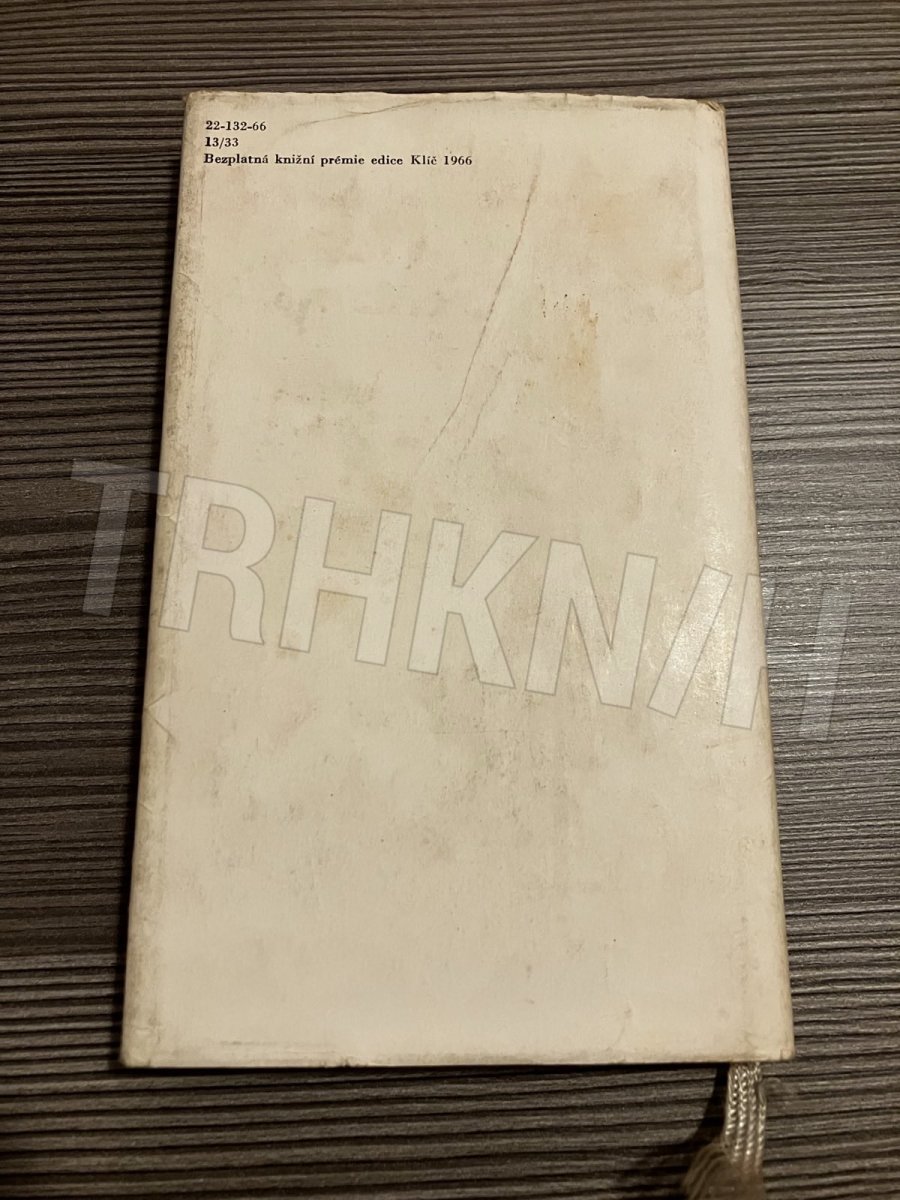 22-132-66
13/33
Bezplatná knižní prémie edice Klíč 1966
TRHKNIH